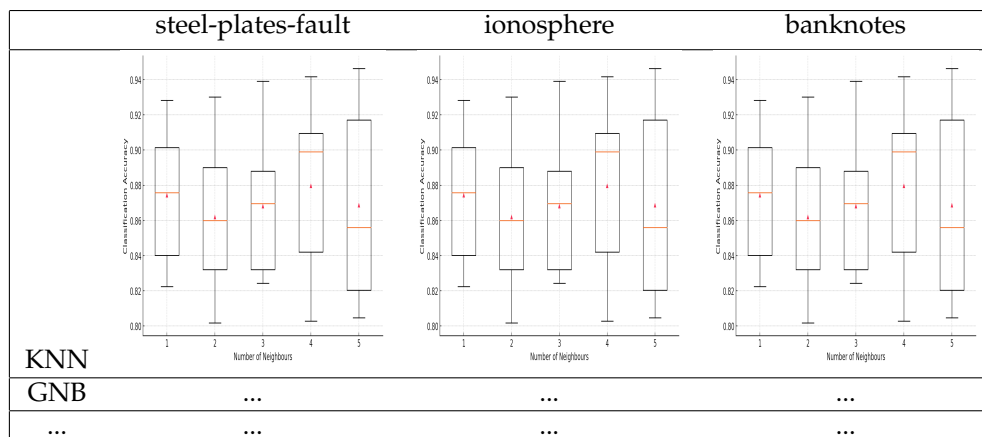 steel-plates-fault ionosphere banknotes
0.94 0.94 0.94
0.92 0.92 0.92
0.90 0.90 0.90
0.88 0.88 0.88
0.86 0.86 0.86
0.84 0.84 0.84
0.82 0.82 0.82
0.80 0.80 0.80
Classification Accuracy Classification Accuracy Classification Accuracy
1 2 3 4 5 1 2 3 4 5 1 2 3 4 5
Number of Neighbours Number of Neighbours Number of Neighbours
KNN
GNB ... ... ...
... ... ... ...